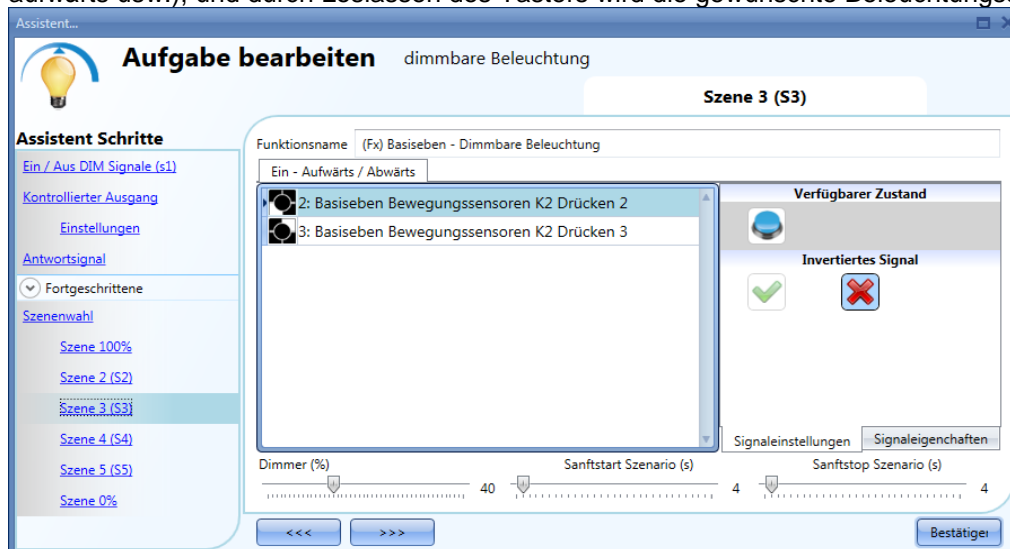 Assistent...
Aufgabe bearbeiten dimmbare Beleuchtung
Szene 3 (S3)
Assistent Schritte
Ein / Aus DIM Signale (s1)
Kontrollierter Ausgang
Einstellungen
Antwortsignal
Fortgeschrittene
Szenenwahl
Szene 100%
Szene 2 (S2)
Szene 3 (S3)
Szene 4 (S4)
Szene 5 (S5)
Szene 0%
Funktionsname (Fx) Basiseben - Dimmbare Beleuchtung
Ein - Aufwärts / Abwärts
2: Basiseben Bewegungssensoren K2 Drücken 2
3: Basiseben Bewegungssensoren K2 Drücken 3
Verfügbarer Zustand
Invertiertes Signal
Signaleinstellungen Signaleigenchaften
Dimmer (%) Sanftstart Szenario (s) Sanftstop Szenario (s)
40 4 4
<<< >>> Bestätiger